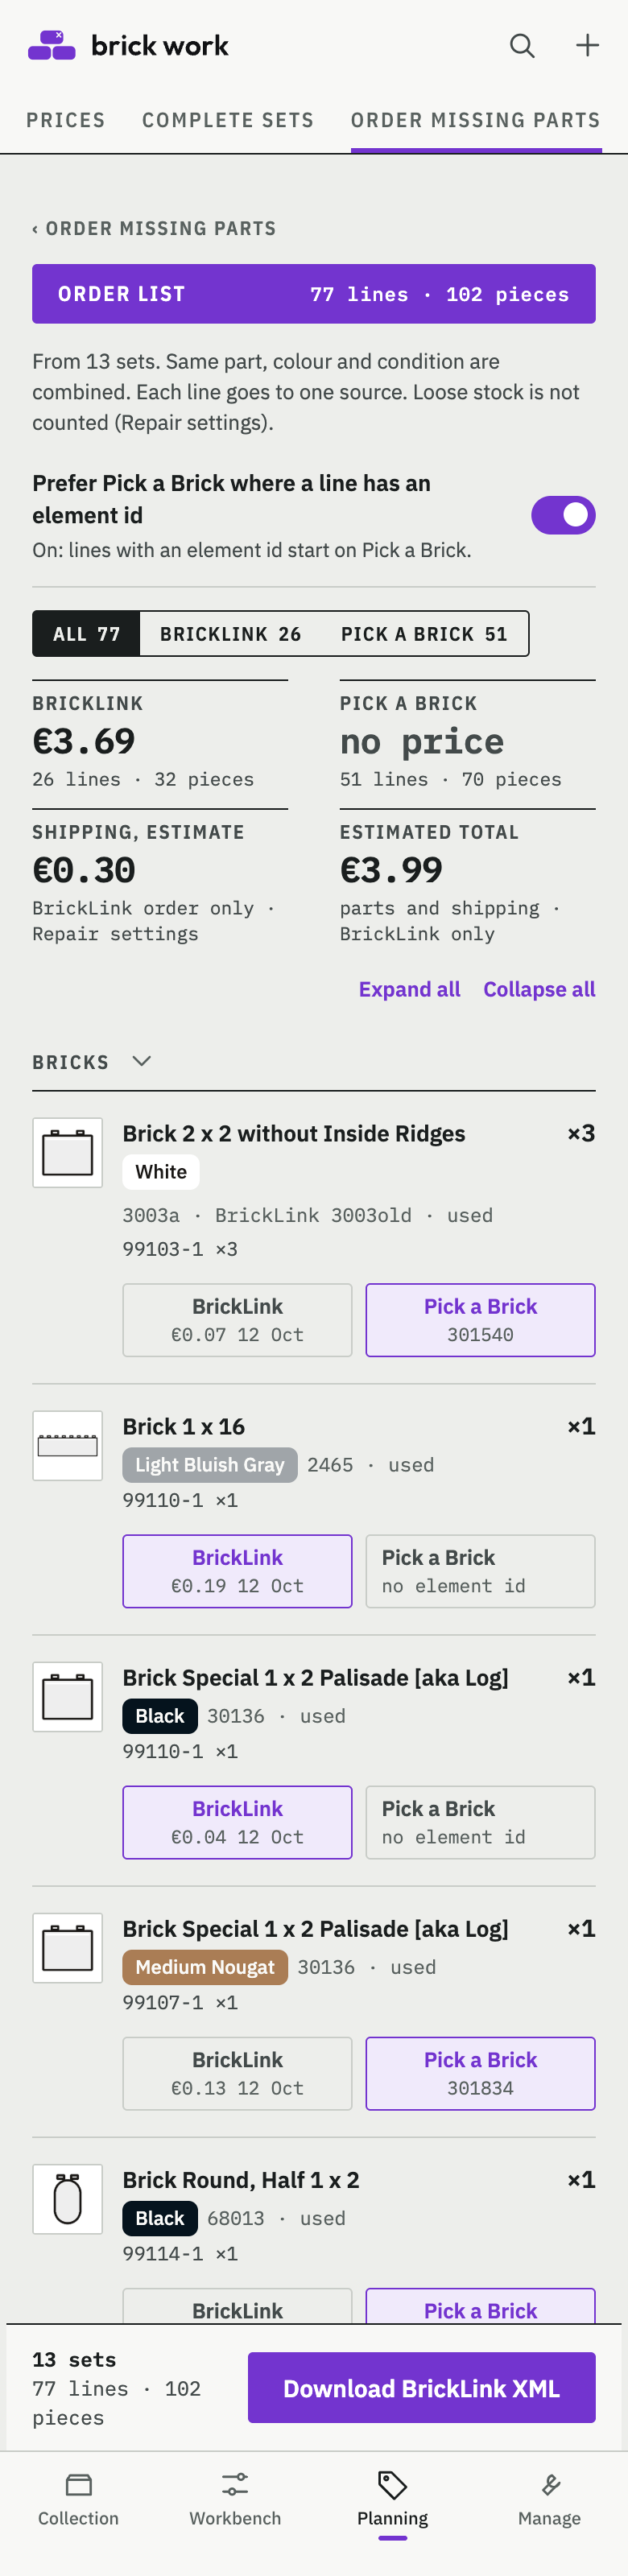 brick work
PRICES COMPLETE SETS ORDER MISSING PARTS
‹ ORDER MISSING PARTS
ORDER LIST 77 lines · 102 pieces
From 13 sets. Same part, colour and condition are
combined. Each line goes to one source. Loose stock is not
counted (Repair settings).
Prefer Pick a Brick where a line has an
element id
On: lines with an element id start on Pick a Brick.
ALL 77 BRICKLINK 26 PICK A BRICK 51
BRICKLINK
€3.69
26 lines · 32 pieces
PICK A BRICK
no price
51 lines · 70 pieces
SHIPPING, ESTIMATE
€0.30
BrickLink order only ·
Repair settings
ESTIMATED TOTAL
€3.99
parts and shipping ·
BrickLink only
Expand all Collapse all
BRICKS
Brick 2 x 2 without Inside Ridges ×3
White
3003a · BrickLink 3003old · used
99103-1 ×3
BrickLink
€0.07 12 Oct
Pick a Brick
301540
Brick 1 x 16 ×1
Light Bluish Gray 2465 · used
99110-1 ×1
BrickLink
€0.19 12 Oct
Pick a Brick
no element id
Brick Special 1 x 2 Palisade [aka Log] ×1
Black 30136 · used
99110-1 ×1
BrickLink
€0.04 12 Oct
Pick a Brick
no element id
Brick Special 1 x 2 Palisade [aka Log] ×1
Medium Nougat 30136 · used
99107-1 ×1
BrickLink
€0.13 12 Oct
Pick a Brick
301834
Brick Round, Half 1 x 2 ×1
Black 68013 · used
99114-1 ×1
BrickLink
Pick a Brick
13 sets
77 lines · 102
pieces
Download BrickLink XML
Collection Workbench Planning Manage